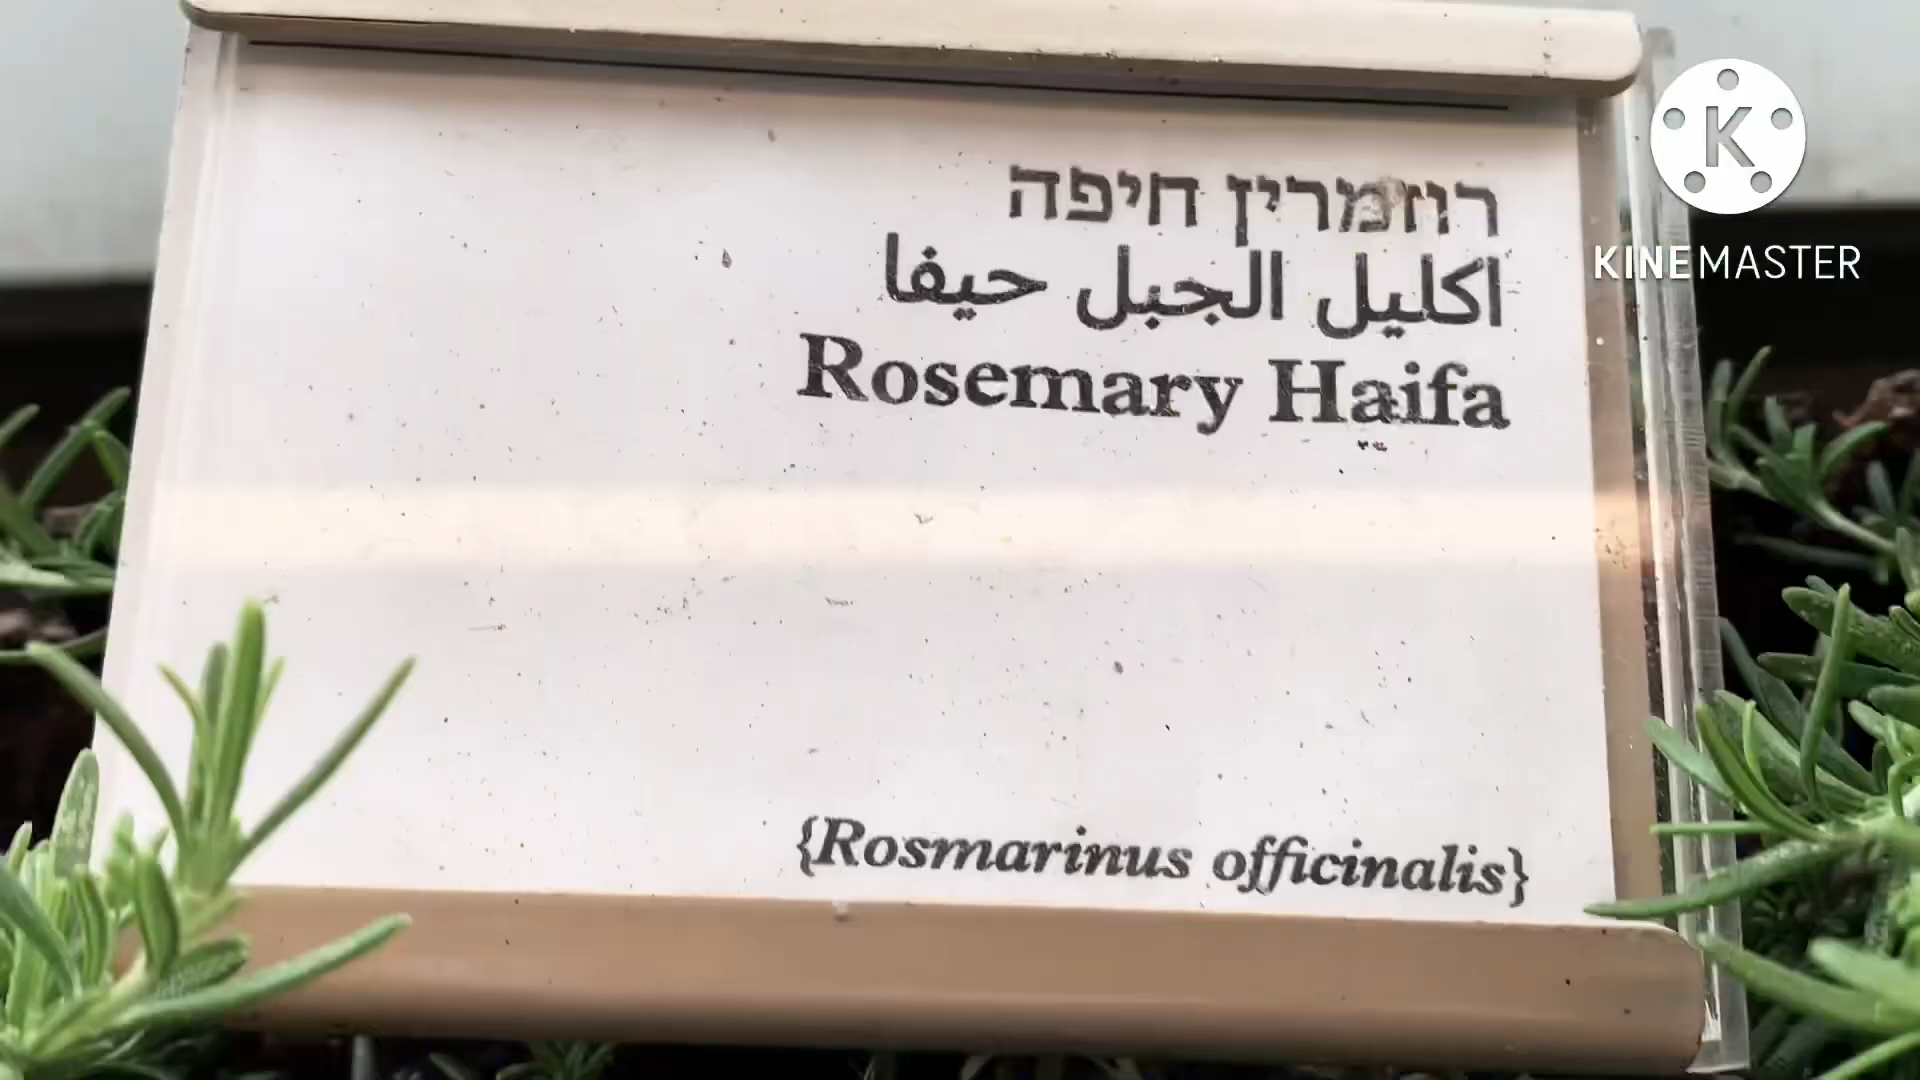 רוזמרין חיפה
اكليل الجبل حيفا
Rosemary Haifa
{Rosmarinus officinalis}
K
KINEMASTER